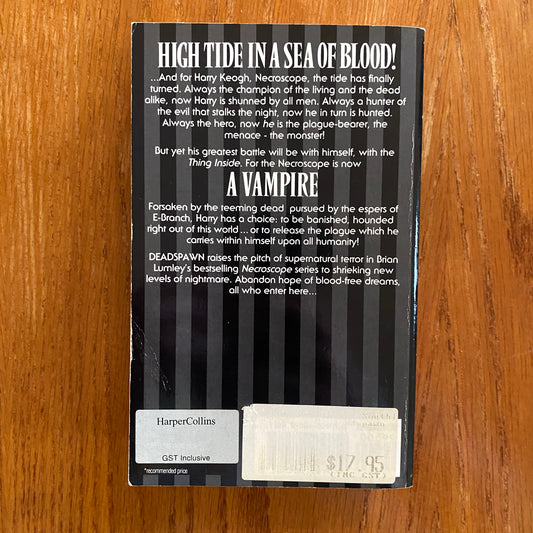 HIGH TIDE IN A SEA OF BLOOD!
...And for Harry Keogh, Necroscope, the tide has finally
turned. Always the champion of the living and the dead
alike, now Harry is shunned by all men. Always a hunter of
the evil that stalks the night, now he in turn is hunted.
Always the hero, now he is the plague-bearer, the
menace - the monster!
But yet his greatest battle will be with himself, with the
Thing Inside. For the Necroscope is now
A VAMPIRE
Forsaken by the teeming dead pursued by the espers of
E-Branch, Harry has a choice: to be banished, hounded
right out of this world ... or to release the plague which he
carries within himself upon all humanity!
DEADSPAWN raises the pitch of supernatural terror in Brian
Lumley's bestselling Necroscope series to shrieking new
levels of nightmare. Abandon hope of blood-free dreams,
all who enter here...
HarperCollins
GST Inclusive
*recommended price
$17.95
(INC GST)